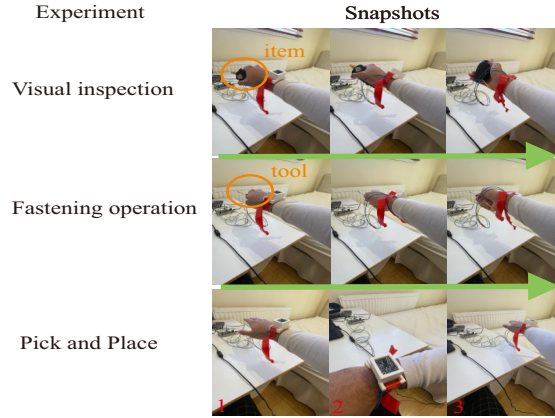 Experiment
Snapshots
item
Visual inspection
tool
Fastening operation
Pick and Place
1
2
3